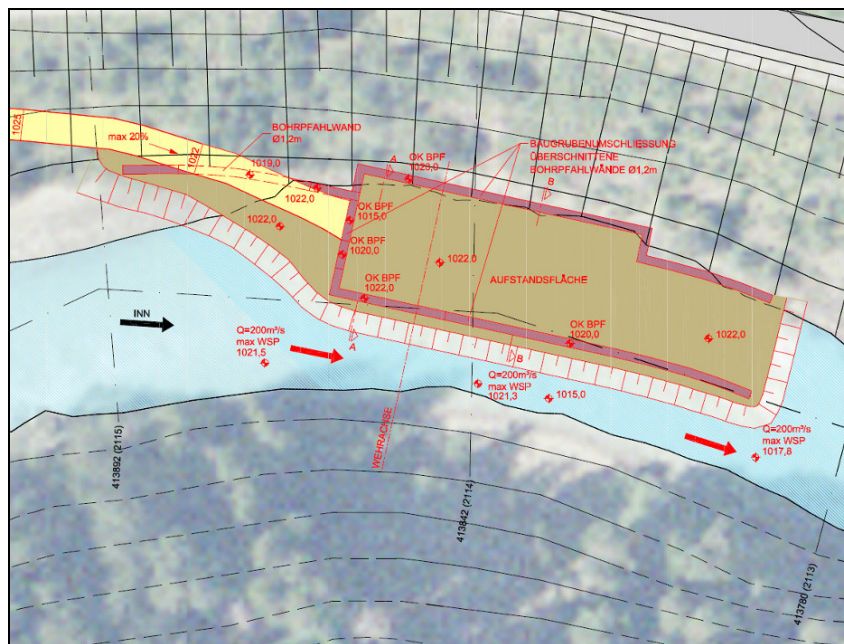 1025
max 20%
1022
BOHRPFAHLWAND
Ø1,2m
1019,0
A
OK BPF
1023,0
BAUGRUBENUMSCHLIESSUNG
ÜBERSCHNITTENE
BOHRPFAHLWÄNDE Ø1,2m
B
1022,0
OK BPF
1015,0
1022,0
OK BPF
1020,0
1022,0
AUFSTANDSFLÄCHE
OK BPF
1022,0
INN
Q=200m³/s
max WSP
1021,5
A
OK BPF
1020,0
1022,0
B
Q=200m³/s
max WSP
1021,3
1015,0
WEHRACHSE
Q=200m³/s
max WSP
1017,8
413892 (2115)
413842 (2114)
413780 (2113)